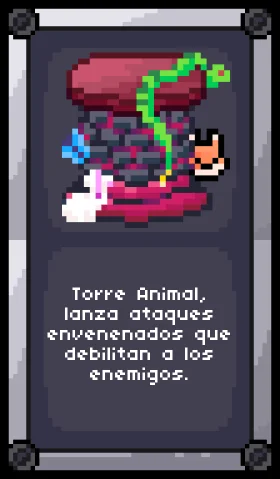 Torre Animal,
lanza ataques
envenenados que
debilitan a los
enemigos.